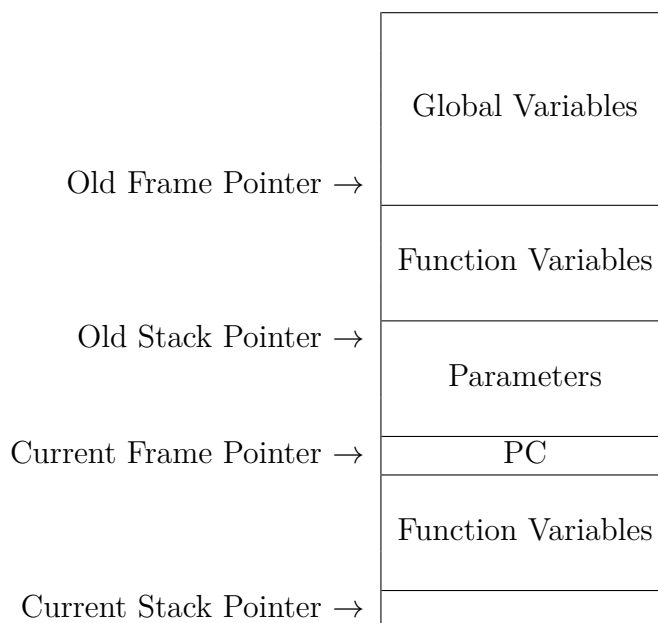 Global Variables
Old Frame Pointer →
Function Variables
Old Stack Pointer →
Parameters
Current Frame Pointer → PC
Function Variables
Current Stack Pointer →